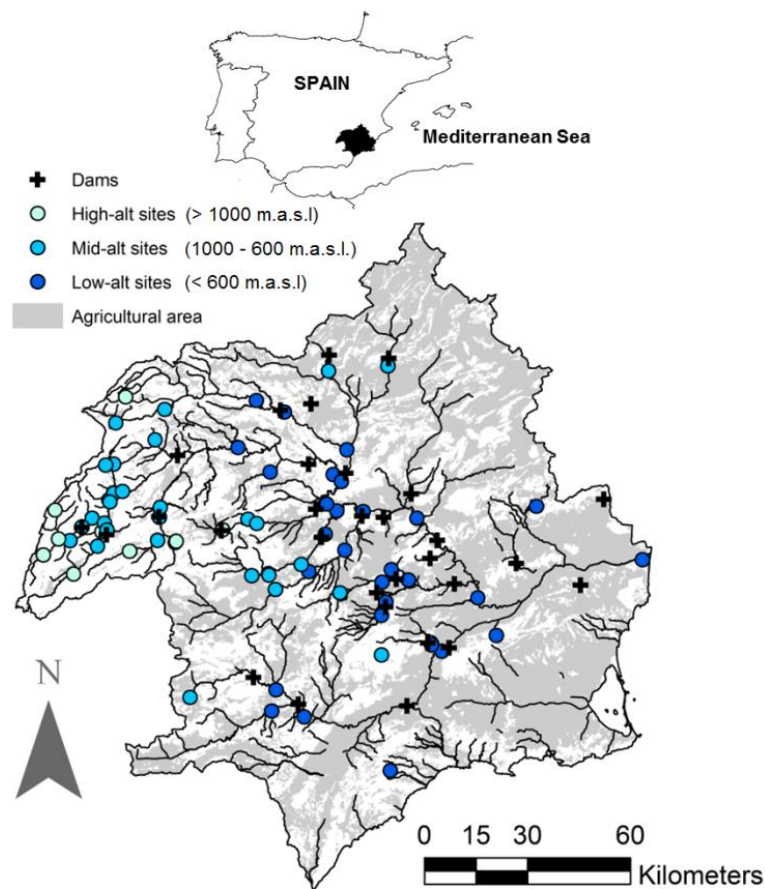 SPAIN
Mediterranean Sea
Dams
High-alt sites (> 1000 m.a.s.l)
Mid-alt sites (1000 - 600 m.a.s.l.)
Low-alt sites (< 600 m.a.s.l)
Agricultural area
N
0 15 30 60
Kilometers